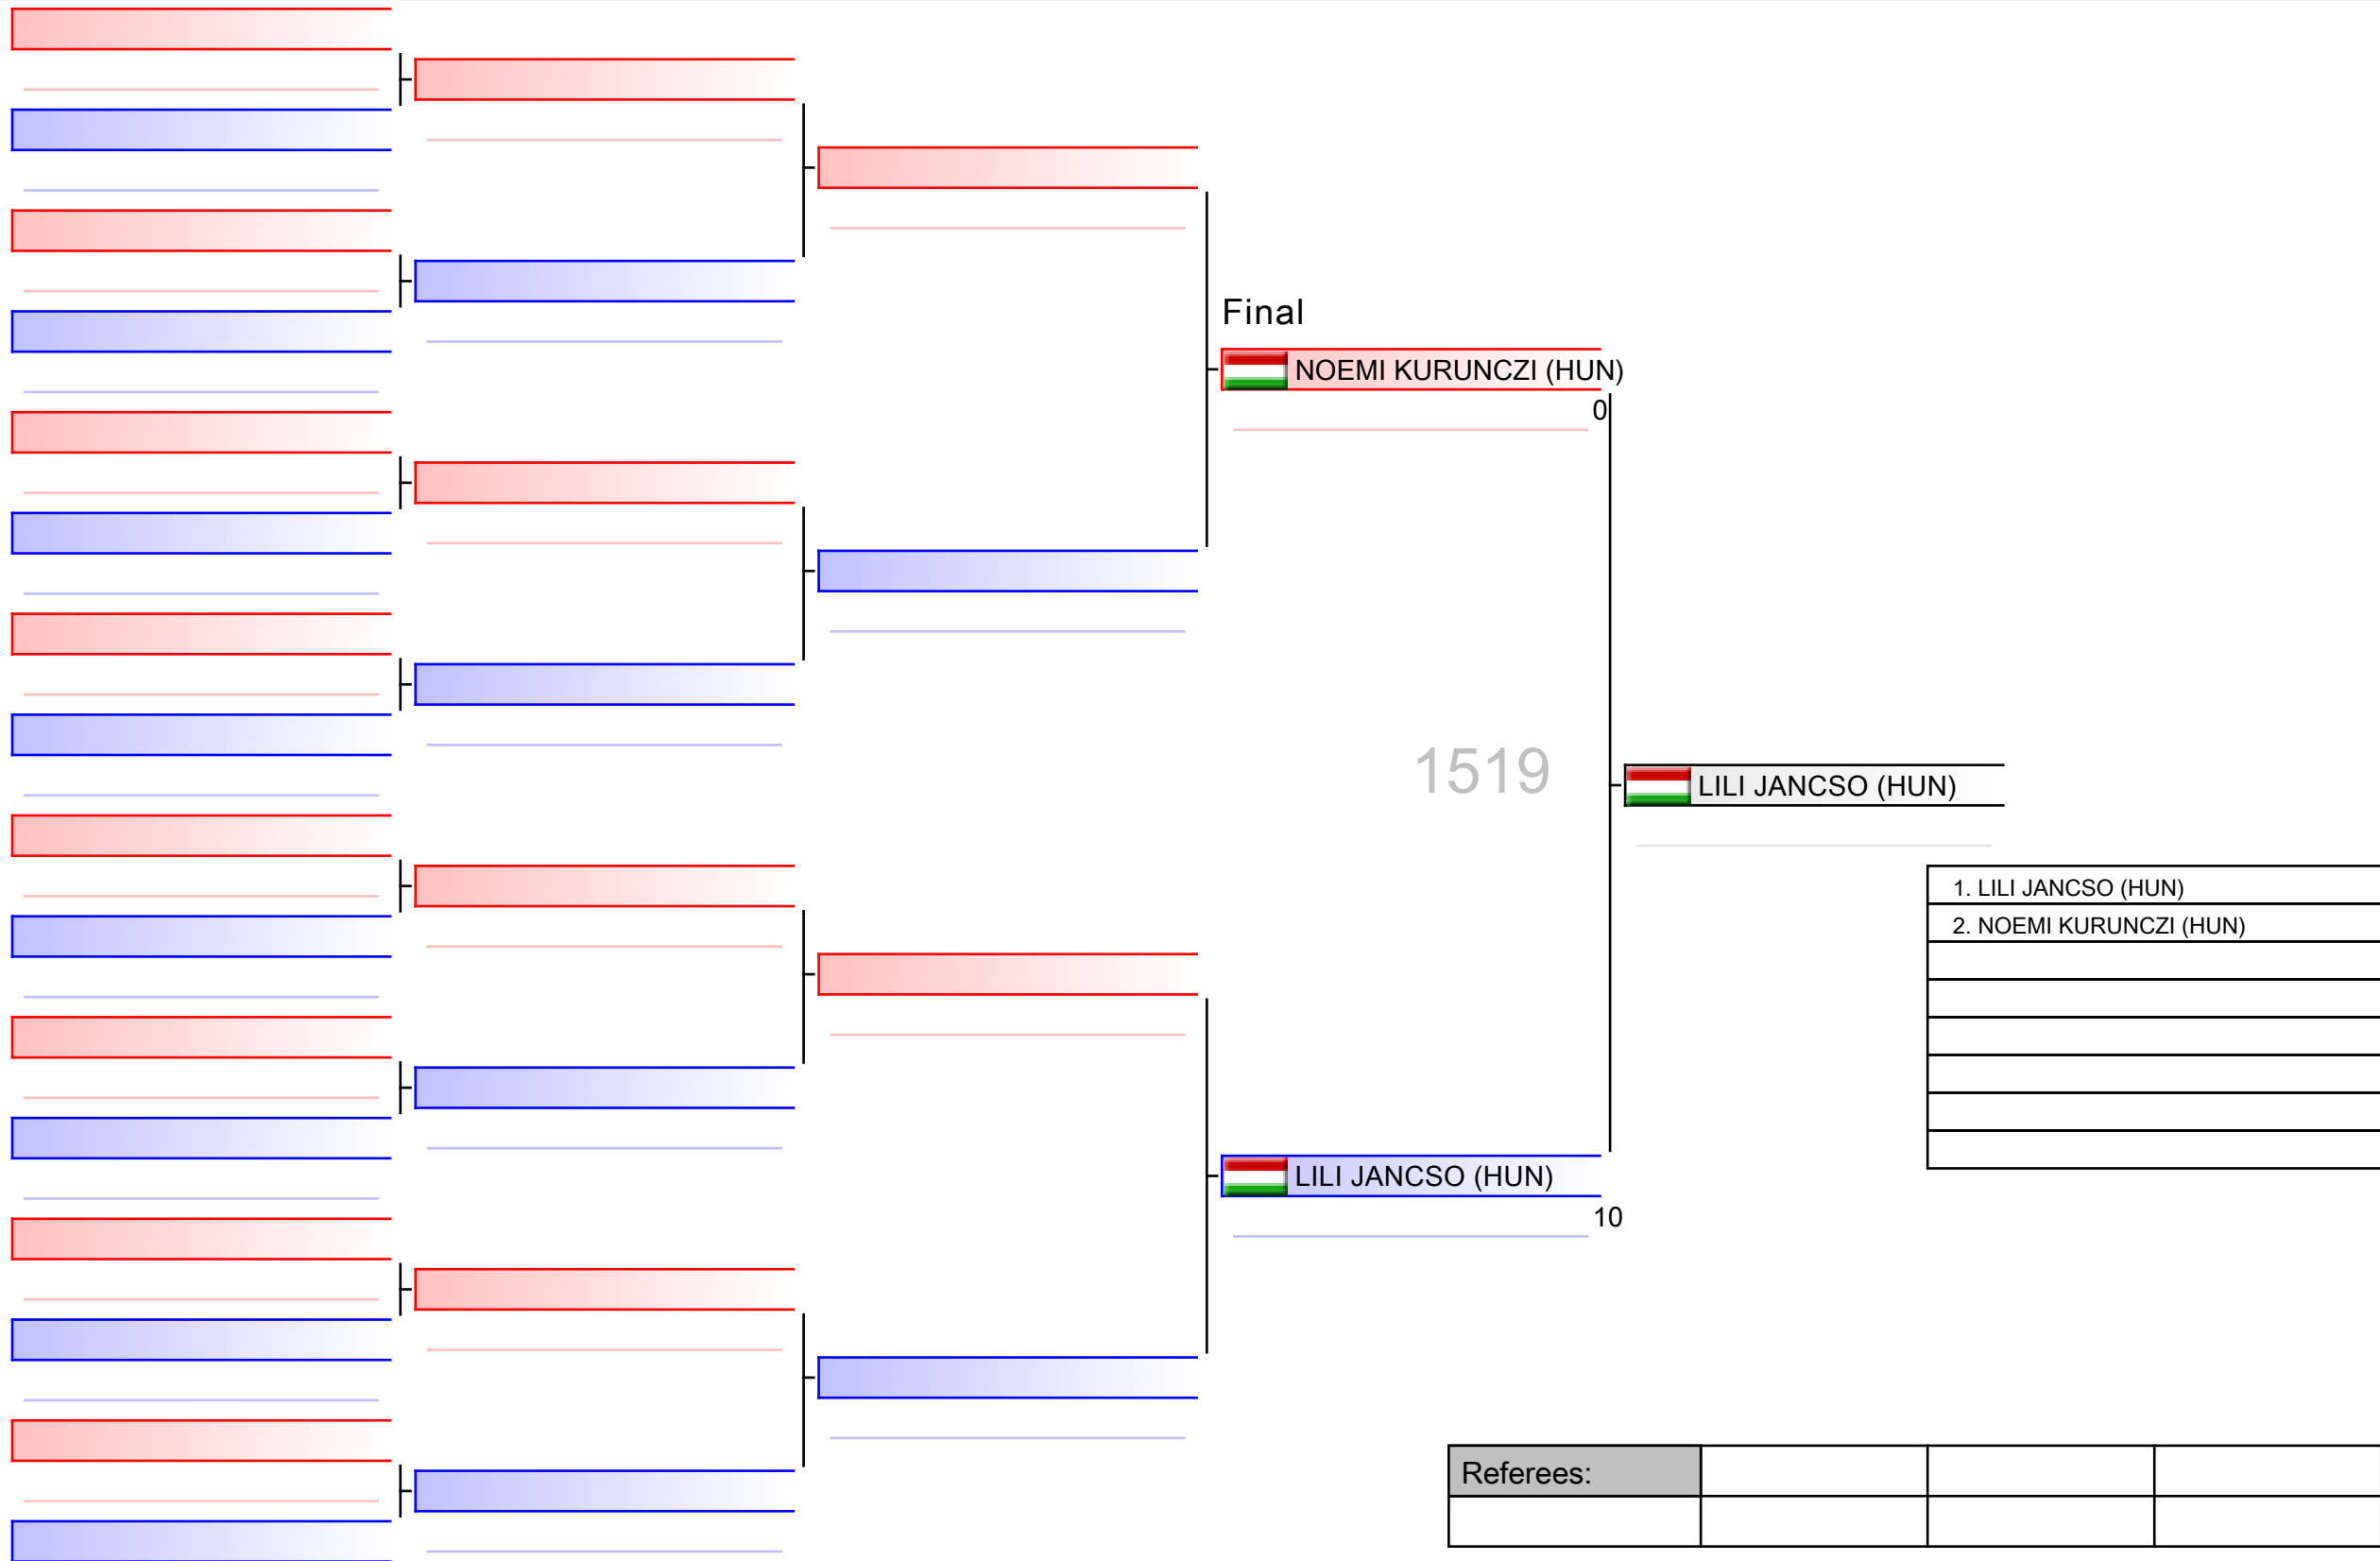 Final
NOEMI KURUNCZI (HUN)
0
1519
LILI JANCSO (HUN)
1. LILI JANCSO (HUN)
2. NOEMI KURUNCZI (HUN)
LILI JANCSO (HUN)
10
Referees: